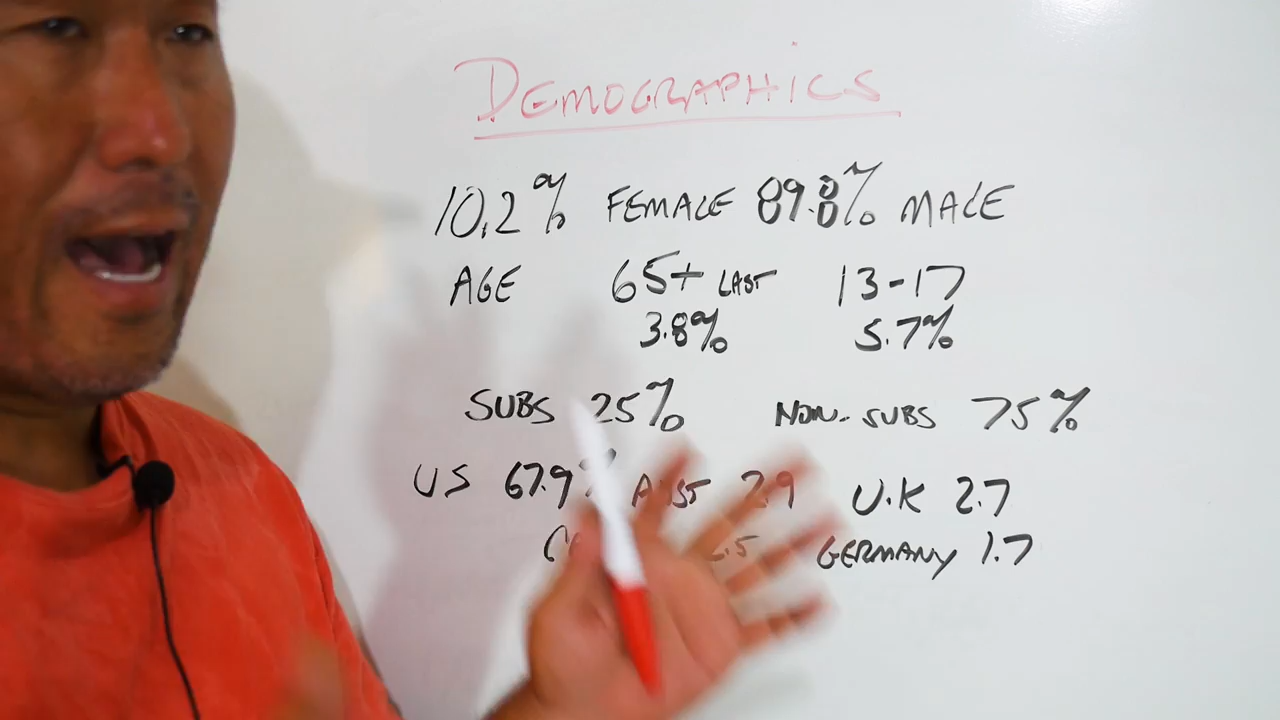 DEMOGRAPHICS
10.2% FEMALE 89.8% MALE
AGE 65+ LAST 13-17
3.8% 5.7%
SUBS 25% NON-SUBS 75%
US 67.9% AUST 2.9 U.K 2.7
GERMANY 1.7